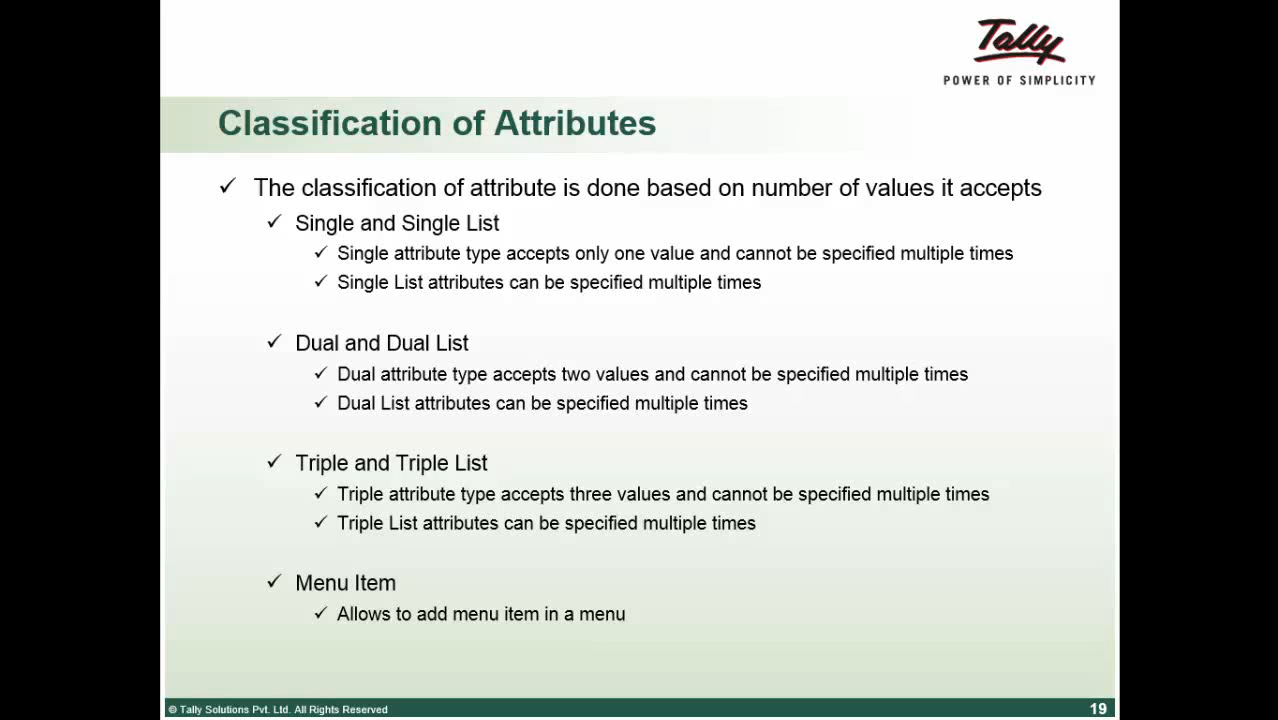 Tally
POWER OF SIMPLICITY
Classification of Attributes
The classification of attribute is done based on number of values it accepts
Single and Single List
Single attribute type accepts only one value and cannot be specified multiple times
Single List attributes can be specified multiple times
Dual and Dual List
Dual attribute type accepts two values and cannot be specified multiple times
Dual List attributes can be specified multiple times
Triple and Triple List
Triple attribute type accepts three values and cannot be specified multiple times
Triple List attributes can be specified multiple times
Menu Item
Allows to add menu item in a menu
© Tally Solutions Pvt. Ltd. All Rights Reserved
19